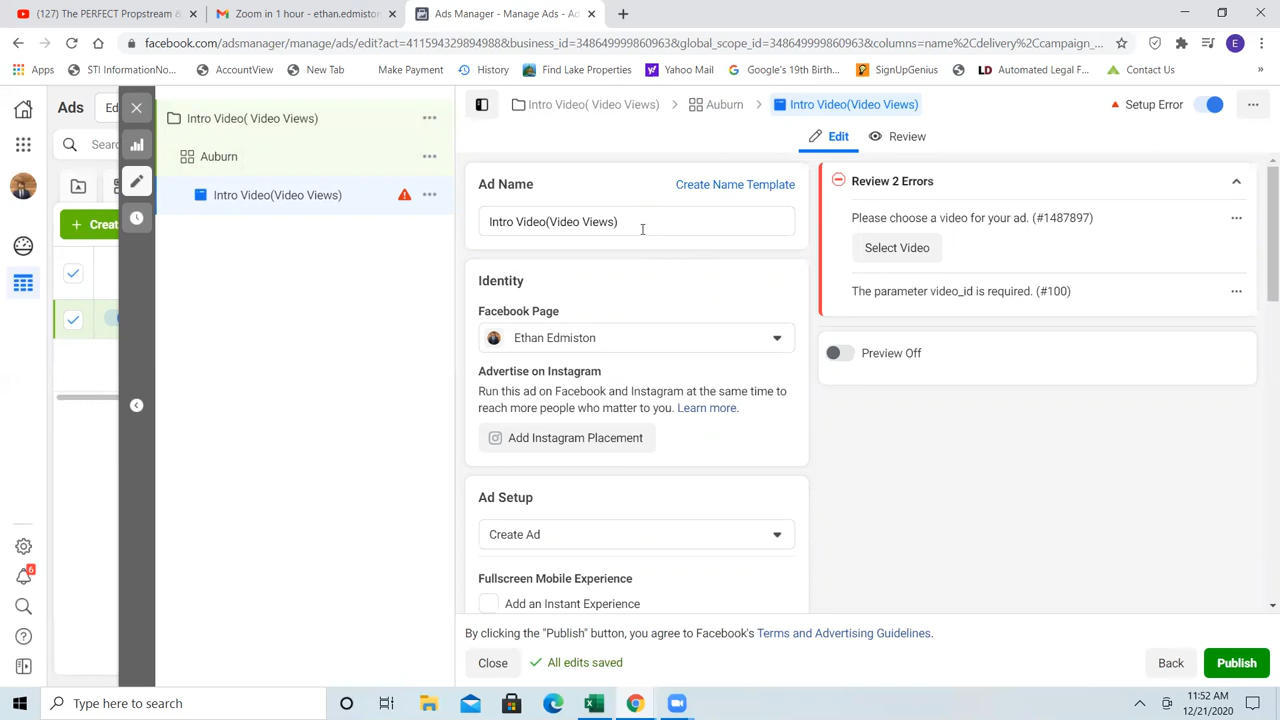 (127) The PERFECT Propstream &
Zoom in 1 hour - ethan.edmiston
Ads Manager - Manage Ads - Ad
facebook.com/adsmanager/manage/ads/edit?act=411594329894988&business_id=348649999860963&global_scope_id=348649999860963&columns=name%2Cdelivery%2Ccampaign_...
E
Apps
STI InformationNo...
AccountView
New Tab
Make Payment
History
Find Lake Properties
Yahoo Mail
Google's 19th Birth...
SignUpGenius
LD Automated Legal F...
Contact Us
»
Ads
Ed
Searc
+ Creat
6
Intro Video( Video Views)
Auburn
Intro Video(Video Views)
Intro Video( Video Views) > Auburn > Intro Video(Video Views)
Setup Error
Edit
Review
Ad Name
Create Name Template
Intro Video(Video Views)
Identity
Facebook Page
Ethan Edmiston
Advertise on Instagram
Run this ad on Facebook and Instagram at the same time to
reach more people who matter to you. Learn more.
Add Instagram Placement
Ad Setup
Create Ad
Fullscreen Mobile Experience
Add an Instant Experience
Review 2 Errors
Please choose a video for your ad. (#1487897)
Select Video
The parameter video_id is required. (#100)
Preview Off
By clicking the "Publish" button, you agree to Facebook's Terms and Advertising Guidelines.
Close
All edits saved
Back
Publish
Type here to search
11:52 AM
12/21/2020